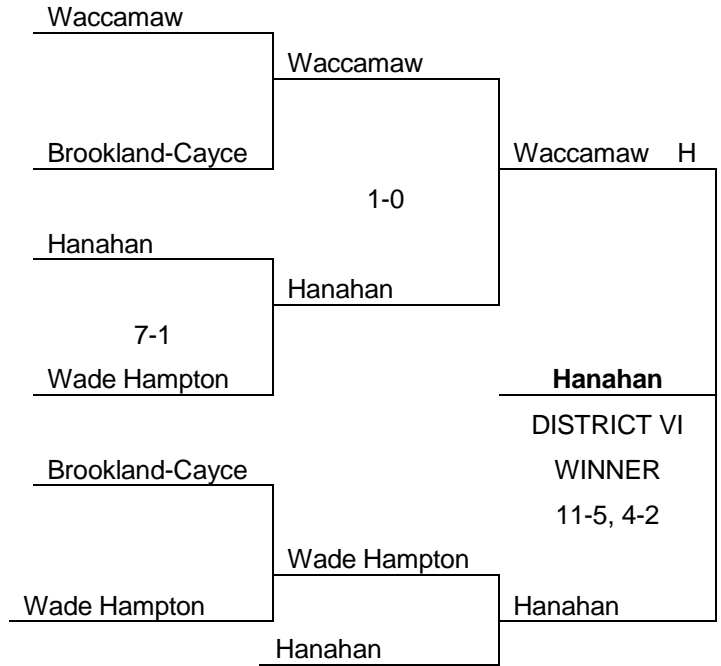 Waccamaw
Waccamaw
Brookland-Cayce
Waccamaw H
1-0
Hanahan
Hanahan
7-1
Wade Hampton
Hanahan
DISTRICT VI
Brookland-Cayce
WINNER
11-5, 4-2
Wade Hampton
Wade Hampton
Hanahan
Hanahan